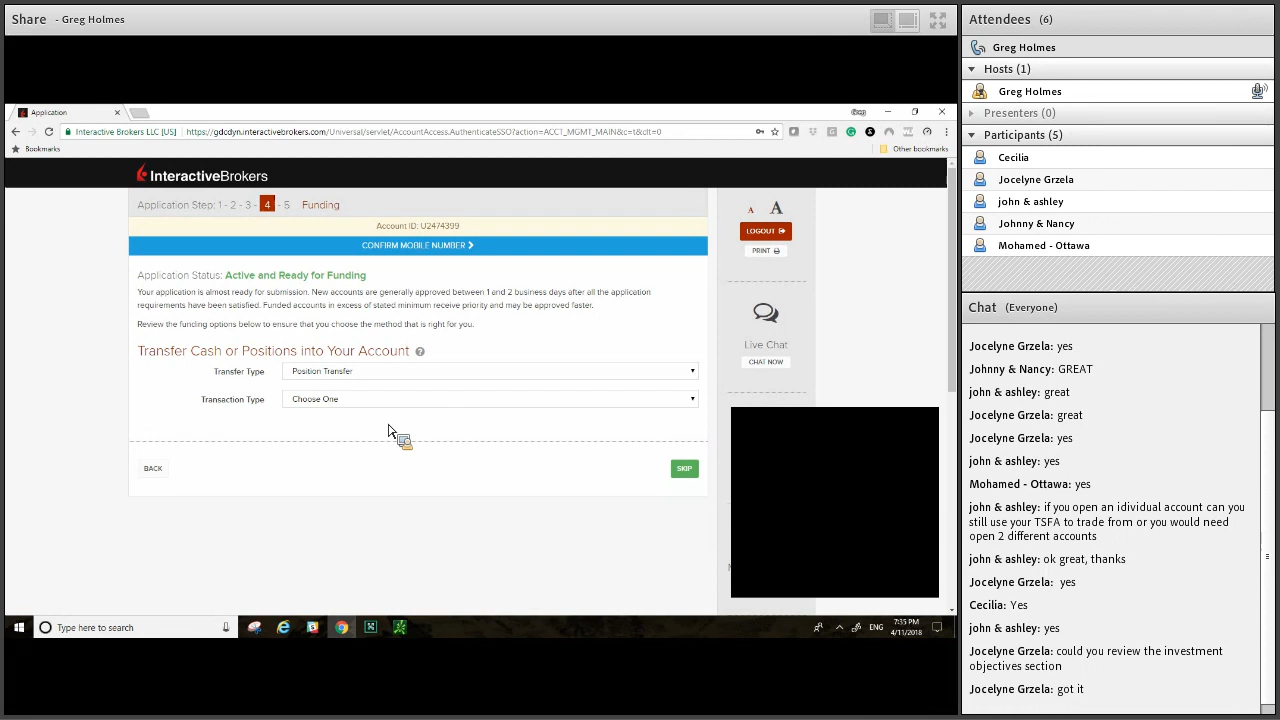 Share - Greg Holmes
Application
Greg
Interactive Brokers LLC [US] https://gdcdyn.interactivebrokers.com/Universal/servlet/AccountAccess.AuthenticateSSO?action=ACCT_MGMT_MAIN&c=t&clt=0
Bookmarks
Other bookmarks
InteractiveBrokers
Application Step: 1 - 2 - 3 - 4 - 5 Funding
Account ID: U2474399
CONFIRM MOBILE NUMBER
Application Status: Active and Ready for Funding
Your application is almost ready for submission. New accounts are generally approved between 1 and 2 business days after all the application
requirements have been satisfied. Funded accounts in excess of stated minimum receive priority and may be approved faster.
Review the funding options below to ensure that you choose the method that is right for you.
Transfer Cash or Positions into Your Account ?
Transfer Type Position Transfer
Transaction Type Choose One
BACK
SKIP
A A
LOGOUT
PRINT
Live Chat
CHAT NOW
Type here to search
ENG
7:35 PM
4/11/2018
Attendees (6)
Greg Holmes
Hosts (1)
Greg Holmes
Presenters (0)
Participants (5)
Cecilia
Jocelyne Grzela
john & ashley
Johnny & Nancy
Mohamed - Ottawa
Chat (Everyone)
Jocelyne Grzela: yes
Johnny & Nancy: GREAT
john & ashley: great
Jocelyne Grzela: great
Jocelyne Grzela: yes
john & ashley: yes
Mohamed - Ottawa: yes
john & ashley: if you open an idividual account can you
still use your TSFA to trade from or you would need
open 2 different accounts
john & ashley: ok great, thanks
Jocelyne Grzela: yes
Cecilia: Yes
john & ashley: yes
Jocelyne Grzela: could you review the investment
objectives section
Jocelyne Grzela: got it